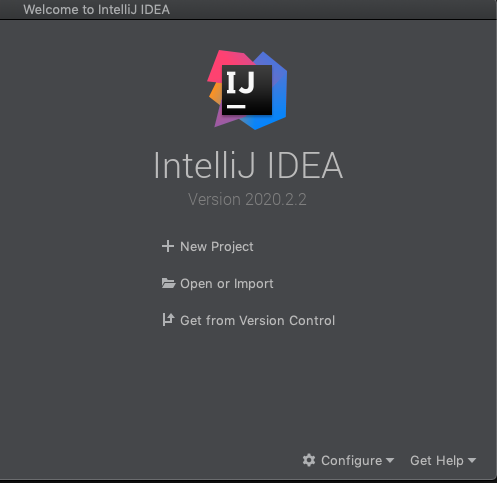 Welcome to IntelliJ IDEA
IJ
IntelliJ IDEA
Version 2020.2.2
New Project
Open or Import
Get from Version Control
Configure Get Help